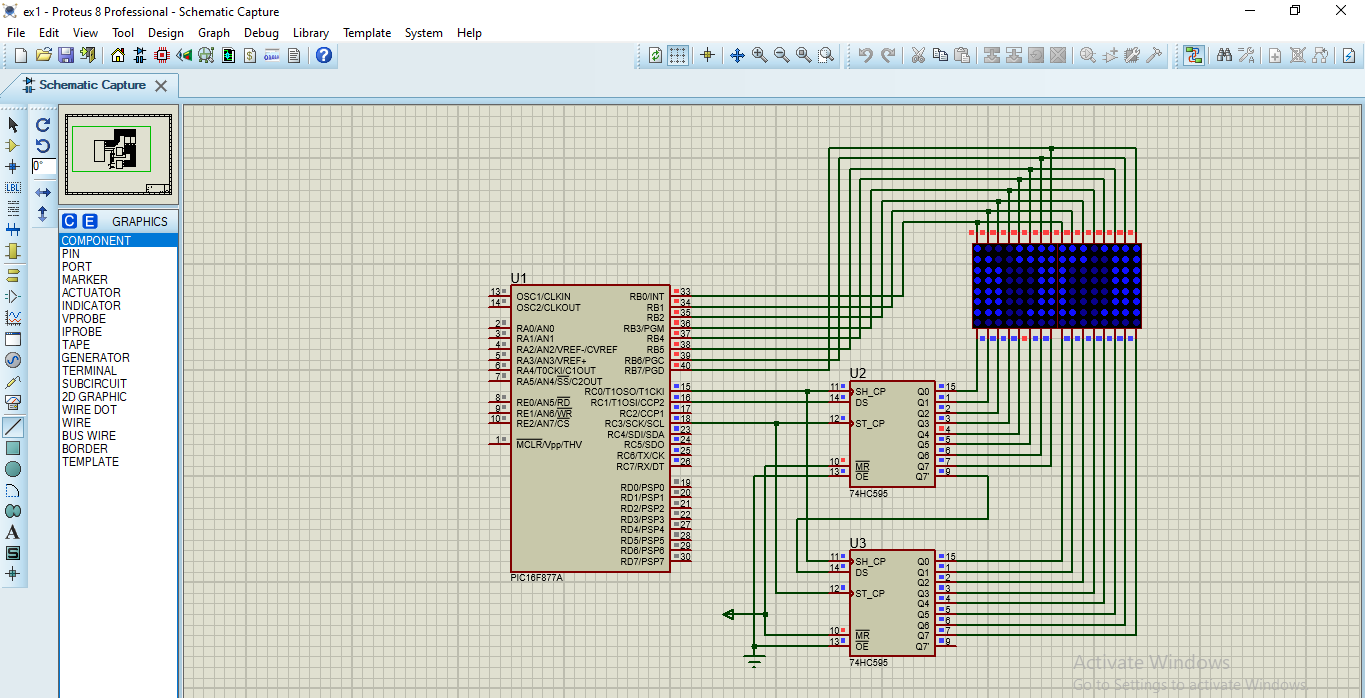 ex1 - Proteus 8 Professional - Schematic Capture
File Edit View Tool Design Graph Debug Library Template System Help
Schematic Capture
0°
LBL
C E GRAPHICS
COMPONENT
PIN
PORT
MARKER
ACTUATOR
INDICATOR
VPROBE
IPROBE
TAPE
GENERATOR
TERMINAL
SUBCIRCUIT
2D GRAPHIC
WIRE DOT
WIRE
BUS WIRE
BORDER
TEMPLATE
A
S
U1
13 OSC1/CLKIN
14 OSC2/CLKOUT
2 RA0/AN0
3 RA1/AN1
4 RA2/AN2/VREF-/CVREF
5 RA3/AN3/VREF+
6 RA4/T0CKI/C1OUT
7 RA5/AN4/SS/C2OUT
8 RE0/AN5/RD
9 RE1/AN6/WR
10 RE2/AN7/CS
1 MCLR/Vpp/THV
RB0/INT 33
RB1 34
RB2 35
RB3/PGM 36
RB4 37
RB5 38
RB6/PGC 39
RB7/PGD 40
RC0/T1OSO/T1CKI 15
RC1/T1OSI/CCP2 16
RC2/CCP1 17
RC3/SCK/SCL 18
RC4/SDI/SDA 23
RC5/SDO 24
RC6/TX/CK 25
RC7/RX/DT 26
RD0/PSP0 19
RD1/PSP1 20
RD2/PSP2 21
RD3/PSP3 22
RD4/PSP4 27
RD5/PSP5 28
RD6/PSP6 29
RD7/PSP7 30
PIC16F877A
U2
11 SH_CP Q0 15
14 DS Q1 1
Q2 2
12 ST_CP Q3 3
Q4 4
Q5 5
Q6 6
10 MR Q7 7
13 OE Q7' 9
74HC595
U3
11 SH_CP Q0 15
14 DS Q1 1
Q2 2
12 ST_CP Q3 3
Q4 4
Q5 5
Q6 6
10 MR Q7 7
13 OE Q7' 9
74HC595
Activate Windows
Go to Settings to activate Windows.